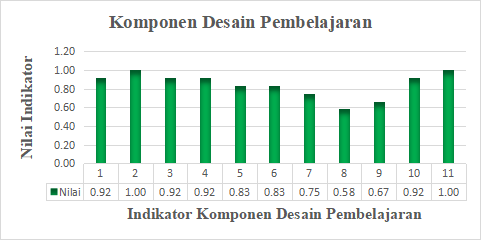 Komponen Desain Pembelajaran
Nilai Indikator
1.20
1.00
0.80
0.60
0.40
0.20
0.00
1 2 3 4 5 6 7 8 9 10 11
Nilai 0.92 1.00 0.92 0.92 0.83 0.83 0.75 0.58 0.67 0.92 1.00
Indikator Komponen Desain Pembelajaran